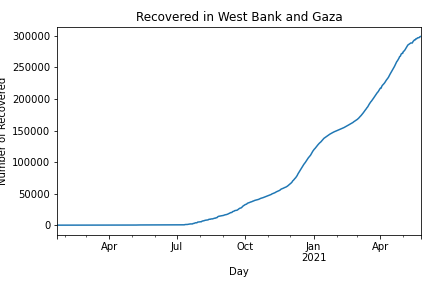 Recovered in West Bank and Gaza
Number of Recovered
300000
250000
200000
150000
100000
50000
0
Apr
Jul
Oct
Jan
2021
Apr
Day